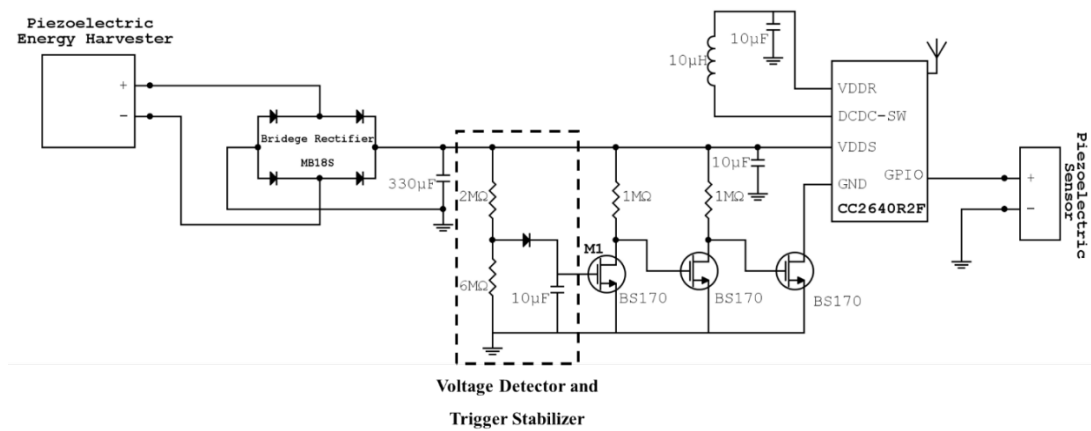 Piezoelectric
Energy Harvester
+
−
Bridege Rectifier
MB18S
330μF
2MΩ
6MΩ
10μF
1MΩ
M1
BS170
1MΩ
BS170
BS170
10μF
10μH
10μF
VDDR
DCDC-SW
VDDS
GND
GPIO
CC2640R2F
+
−
Piezoelectric
Sensor
Voltage Detector and
Trigger Stabilizer